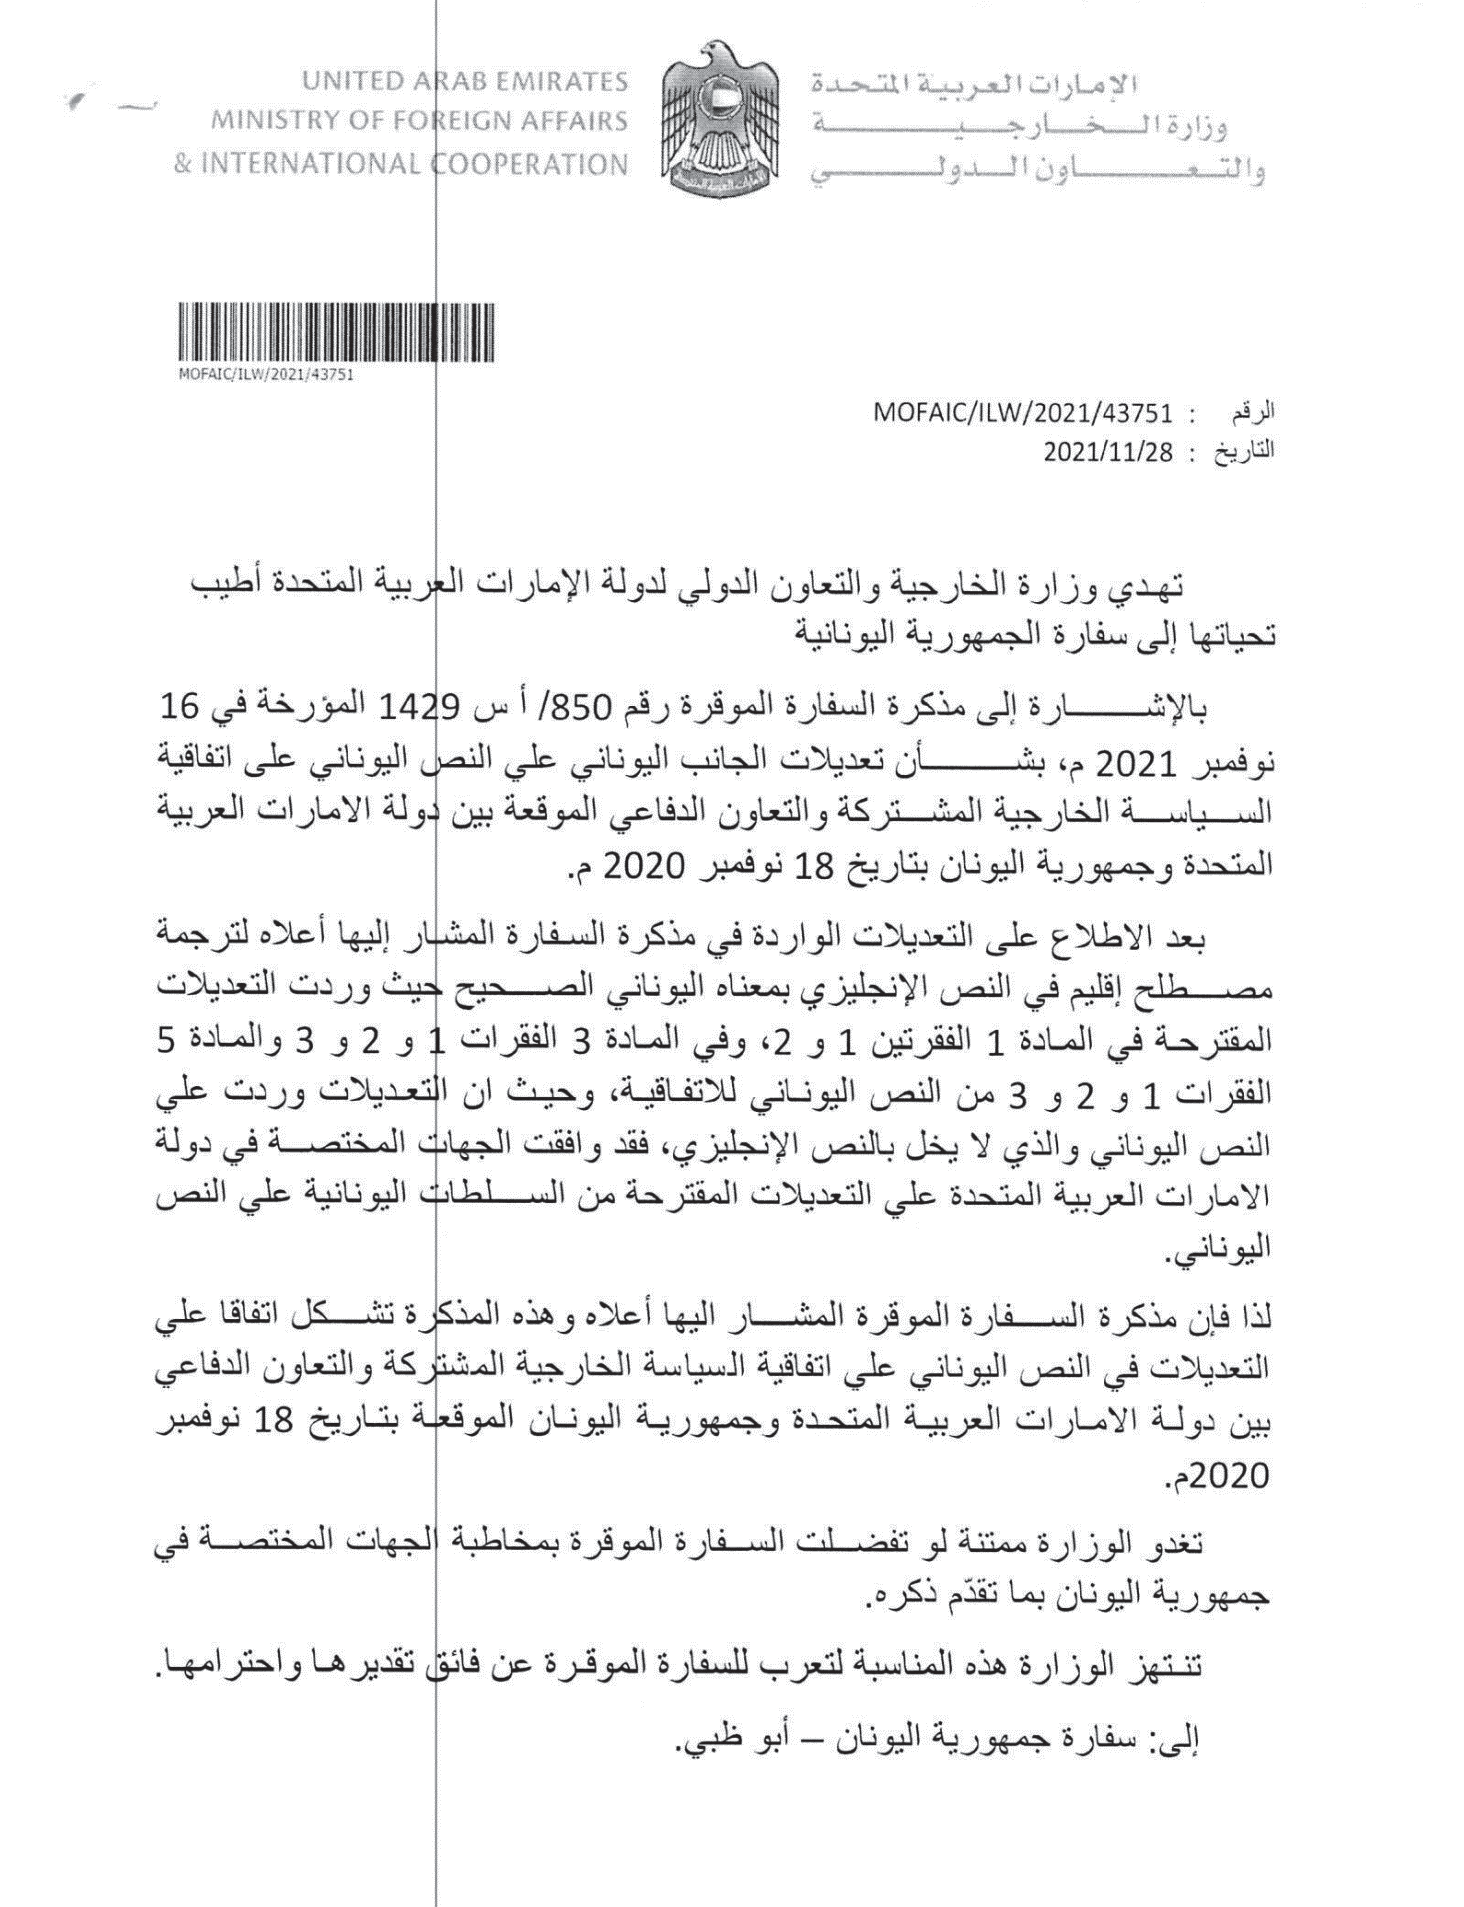 UNITED ARAB EMIRATES
MINISTRY OF FOREIGN AFFAIRS
& INTERNATIONAL COOPERATION
الإمارات العربية المتحدة
وزارة الخارجية
والتعاون الدولي
MOFAIC/ILW/2021/43751
الرقم : MOFAIC/ILW/2021/43751
التاريخ : 2021/11/28
تهدي وزارة الخارجية والتعاون الدولي لدولة الإمارات العربية المتحدة أطيب
تحياتها إلى سفارة الجمهورية اليونانية
بالإشارة إلى مذكرة السفارة الموقرة رقم 850/ أ س 1429 المؤرخة في 16
نوفمبر 2021 م، بشأن تعديلات الجانب اليوناني علي النص اليوناني على اتفاقية
السياسة الخارجية المشتركة والتعاون الدفاعي الموقعة بين دولة الامارات العربية
المتحدة وجمهورية اليونان بتاريخ 18 نوفمبر 2020 م.
بعد الاطلاع على التعديلات الواردة في مذكرة السفارة المشار إليها أعلاه لترجمة
مصطلح إقليم في النص الإنجليزي بمعناه اليوناني الصحيح حيث وردت التعديلات
المقترحة في المادة 1 الفقرتين 1 و 2، وفي المادة 3 الفقرات 1 و 2 و 3 والمادة 5
الفقرات 1 و 2 و 3 من النص اليوناني للاتفاقية، وحيث ان التعديلات وردت علي
النص اليوناني والذي لا يخل بالنص الإنجليزي، فقد وافقت الجهات المختصة في دولة
الامارات العربية المتحدة علي التعديلات المقترحة من السلطات اليونانية علي النص
اليوناني.
لذا فإن مذكرة السفارة الموقرة المشار اليها أعلاه وهذه المذكرة تشكل اتفاقا علي
التعديلات في النص اليوناني علي اتفاقية السياسة الخارجية المشتركة والتعاون الدفاعي
بين دولة الامارات العربية المتحدة وجمهورية اليونان الموقعة بتاريخ 18 نوفمبر
2020م.
تغدو الوزارة ممتنة لو تفضلت السفارة الموقرة بمخاطبة الجهات المختصة في
جمهورية اليونان بما تقدّم ذكره.
تنتهز الوزارة هذه المناسبة لتعرب للسفارة الموقرة عن فائق تقديرها واحترامها.
إلى: سفارة جمهورية اليونان – أبو ظبي.